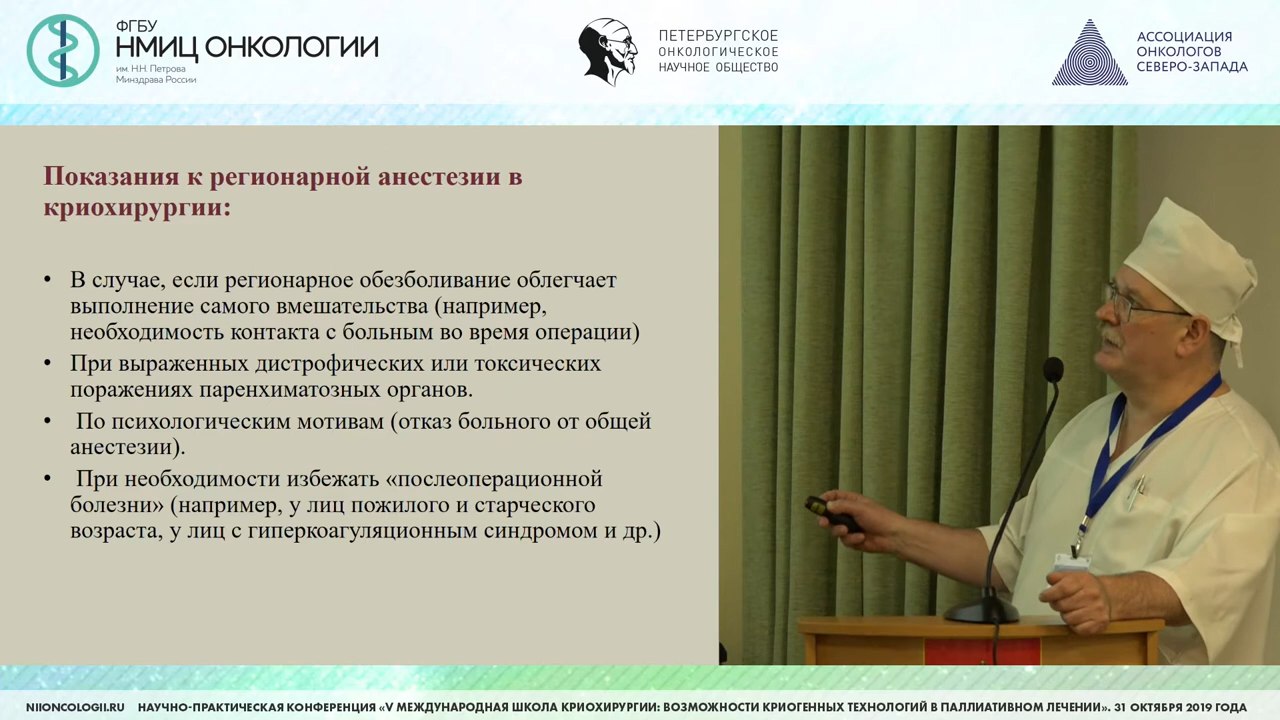 ФГБУ
НМИЦ ОНКОЛОГИИ
им. Н.Н. Петрова
Минздрава России
ПЕТЕРБУРГСКОЕ
ОНКОЛОГИЧЕСКОЕ
НАУЧНОЕ ОБЩЕСТВО
АССОЦИАЦИЯ
ОНКОЛОГОВ
СЕВЕРО-ЗАПАДА
Показания к регионарной анестезии в
криохирургии:
• В случае, если регионарное обезболивание облегчает
выполнение самого вмешательства (например,
необходимость контакта с больным во время операции)
• При выраженных дистрофических или токсических
поражениях паренхиматозных органов.
• По психологическим мотивам (отказ больного от общей
анестезии).
• При необходимости избежать «послеоперационной
болезни» (например, у лиц пожилого и старческого
возраста, у лиц с гиперкоагуляционным синдромом и др.)
NIIONCOLOGII.RU НАУЧНО-ПРАКТИЧЕСКАЯ КОНФЕРЕНЦИЯ «V МЕЖДУНАРОДНАЯ ШКОЛА КРИОХИРУРГИИ: ВОЗМОЖНОСТИ КРИОГЕННЫХ ТЕХНОЛОГИЙ В ПАЛЛИАТИВНОМ ЛЕЧЕНИИ». 31 ОКТЯБРЯ 2019 ГОДА